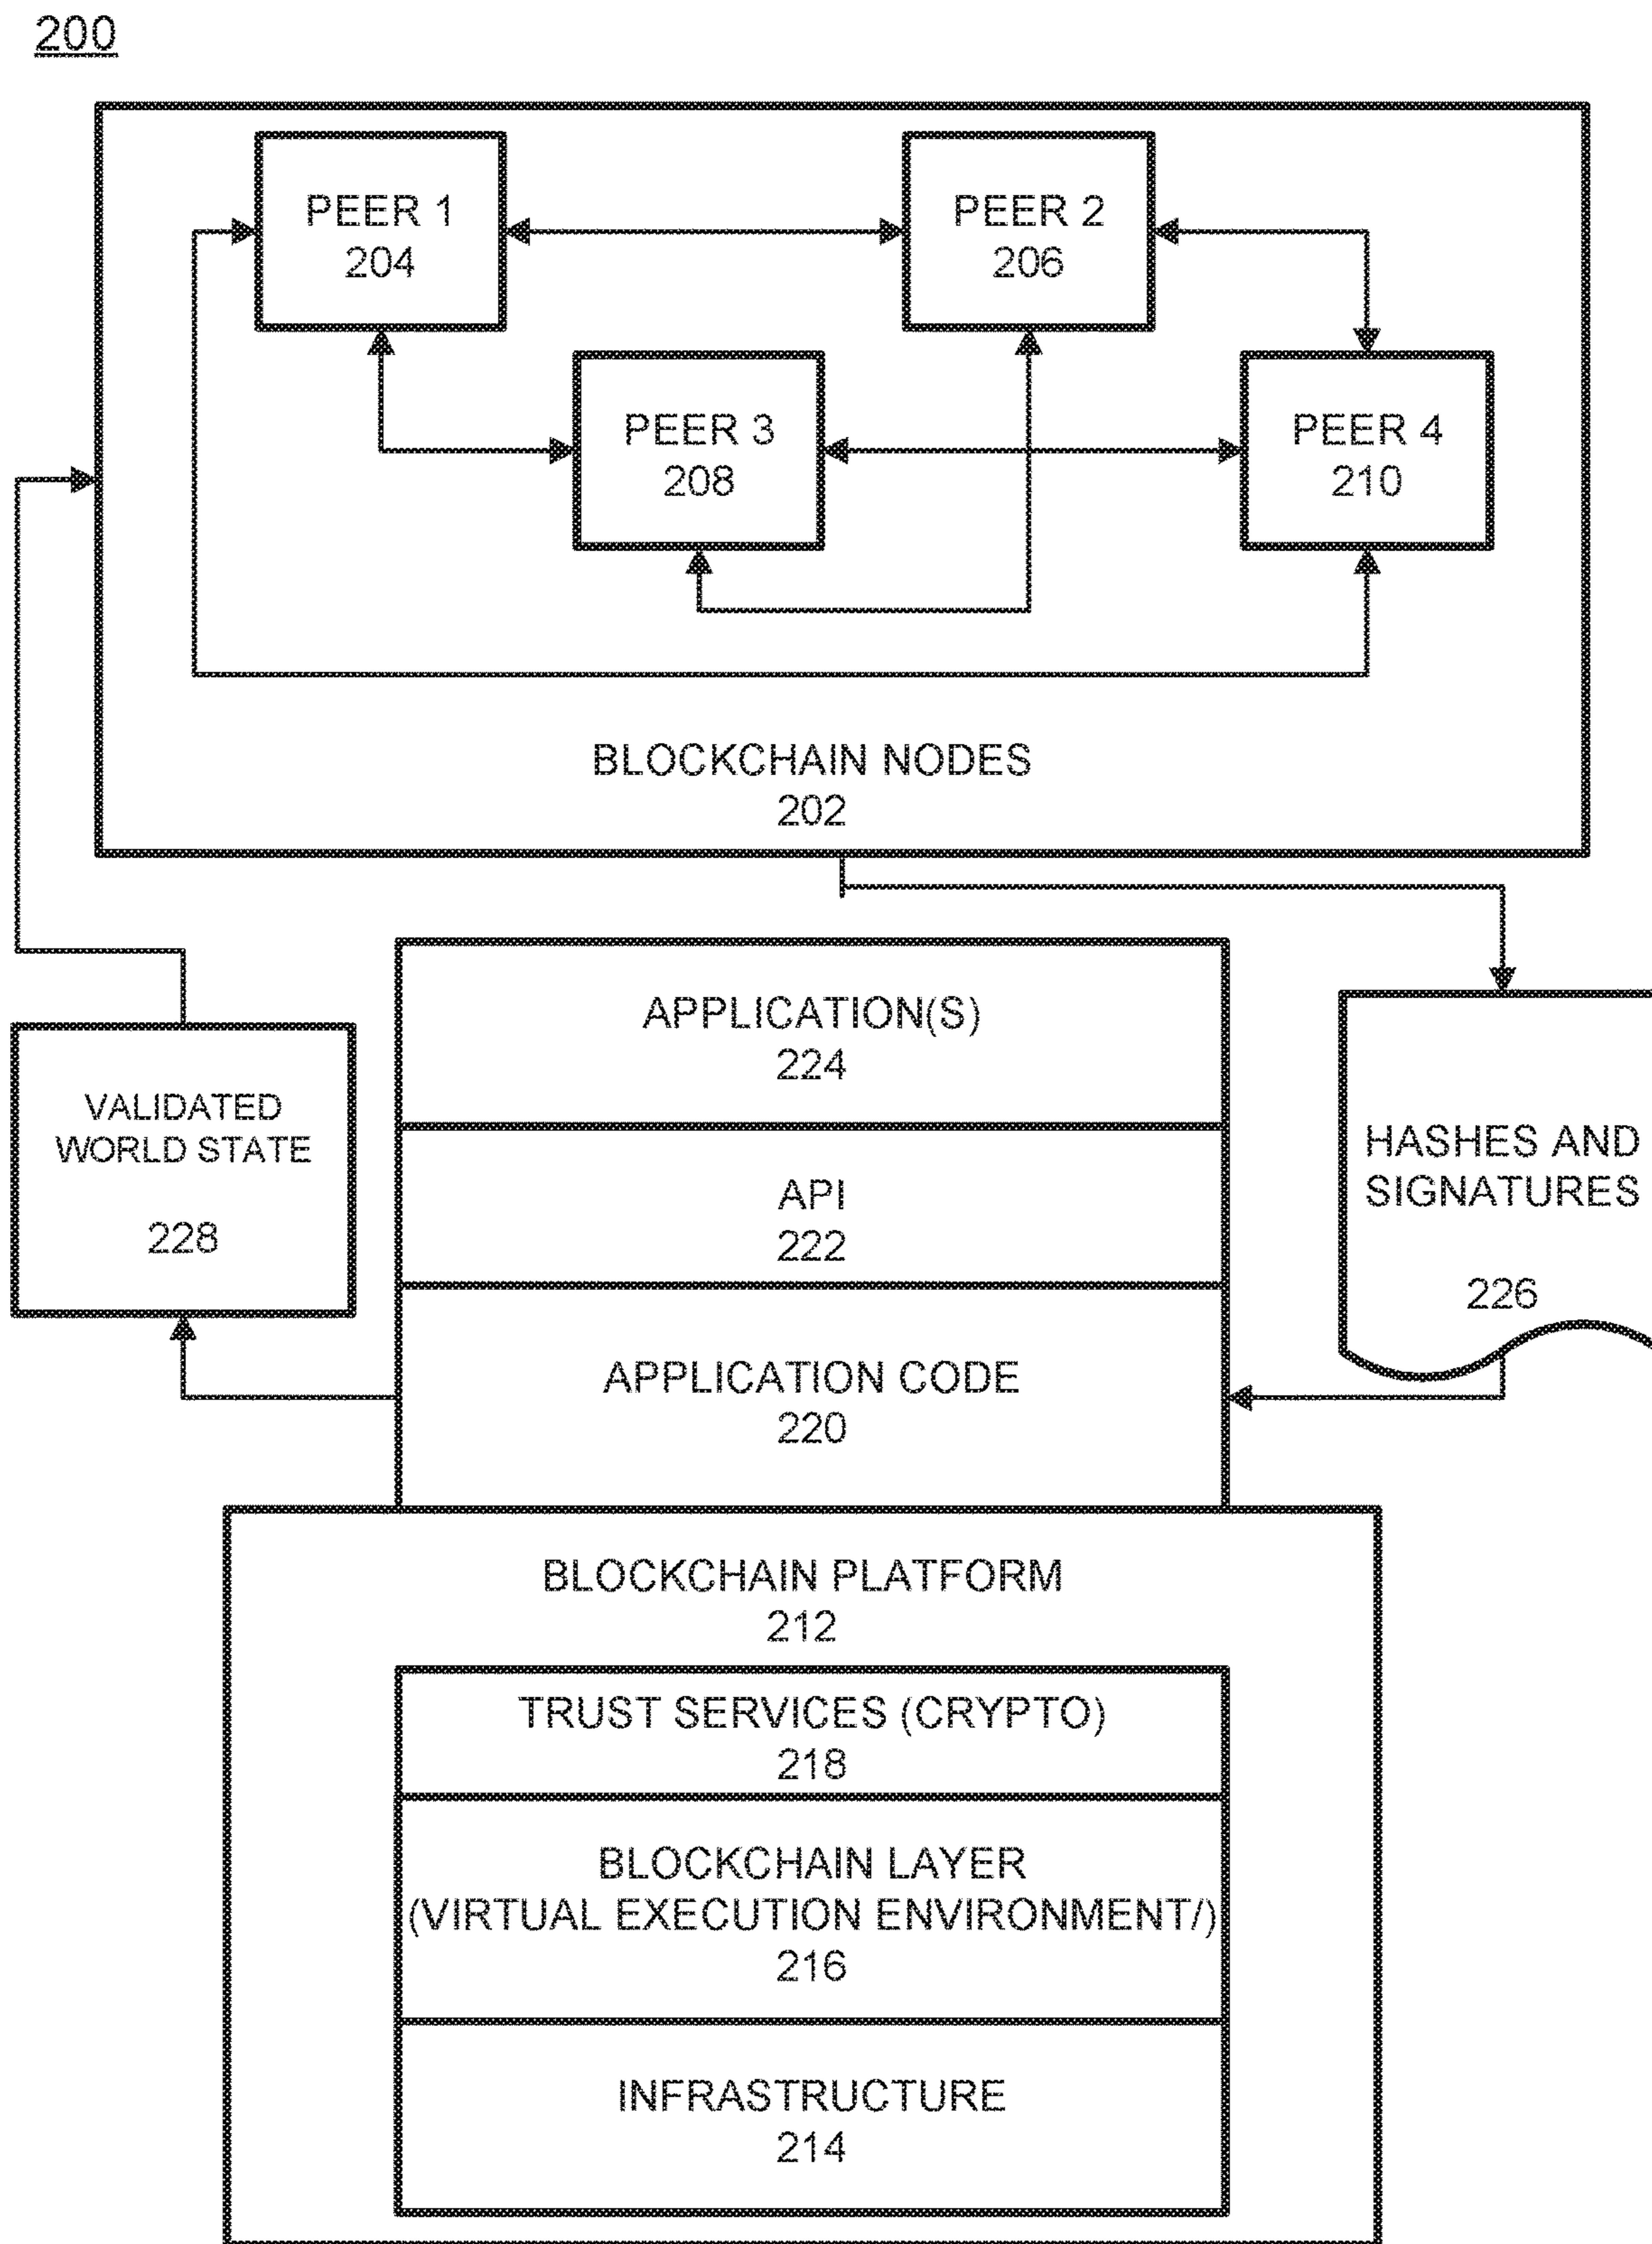 200
PEER 1
204
PEER 2
206
PEER 3
208
PEER 4
210
BLOCKCHAIN NODES
202
APPLICATION(S)
224
VALIDATED
WORLD STATE
228
API
222
HASHES AND
SIGNATURES
226
APPLICATION CODE
220
BLOCKCHAIN PLATFORM
212
TRUST SERVICES (CRYPTO)
218
BLOCKCHAIN LAYER
(VIRTUAL EXECUTION ENVIRONMENT/)
216
INFRASTRUCTURE
214